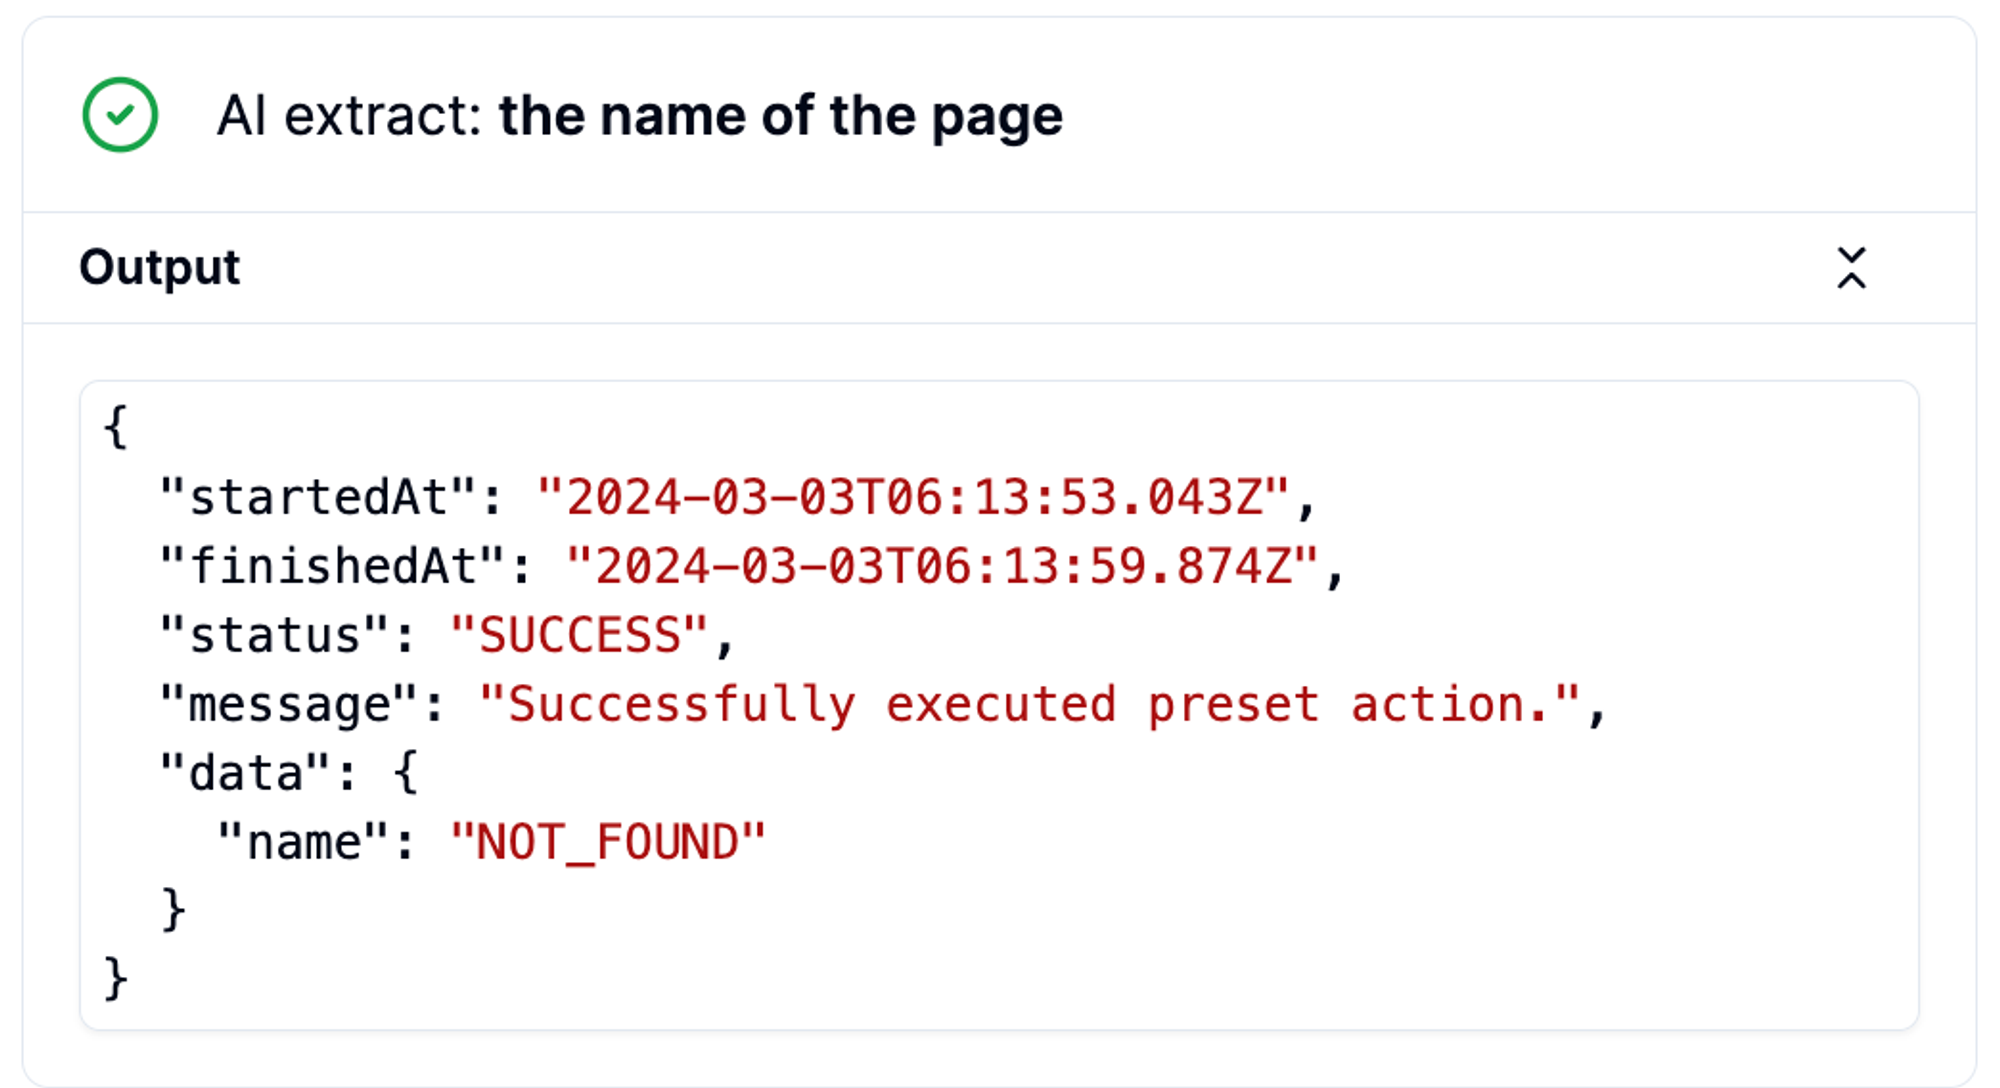 AI extract: the name of the page
Output
{
  "startedAt": "2024-03-03T06:13:53.043Z",
  "finishedAt": "2024-03-03T06:13:59.874Z",
  "status": "SUCCESS",
  "message": "Successfully executed preset action.",
  "data": {
    "name": "NOT_FOUND"
  }
}